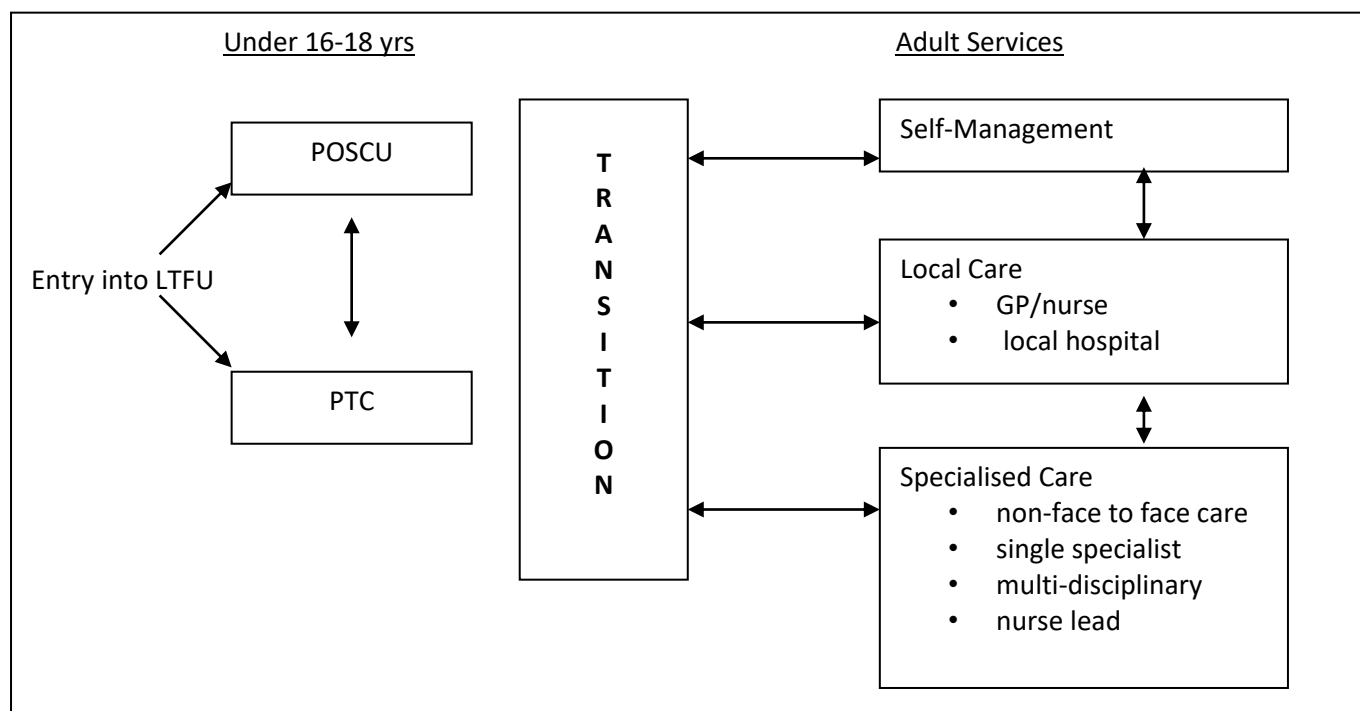 Under 16-18 yrs
Adult Services
POSCU
Entry into LTFU
PTC
T
R
A
N
S
I
T
I
O
N
Self-Management
Local Care
• GP/nurse
• local hospital
Specialised Care
• non-face to face care
• single specialist
• multi-disciplinary
• nurse lead